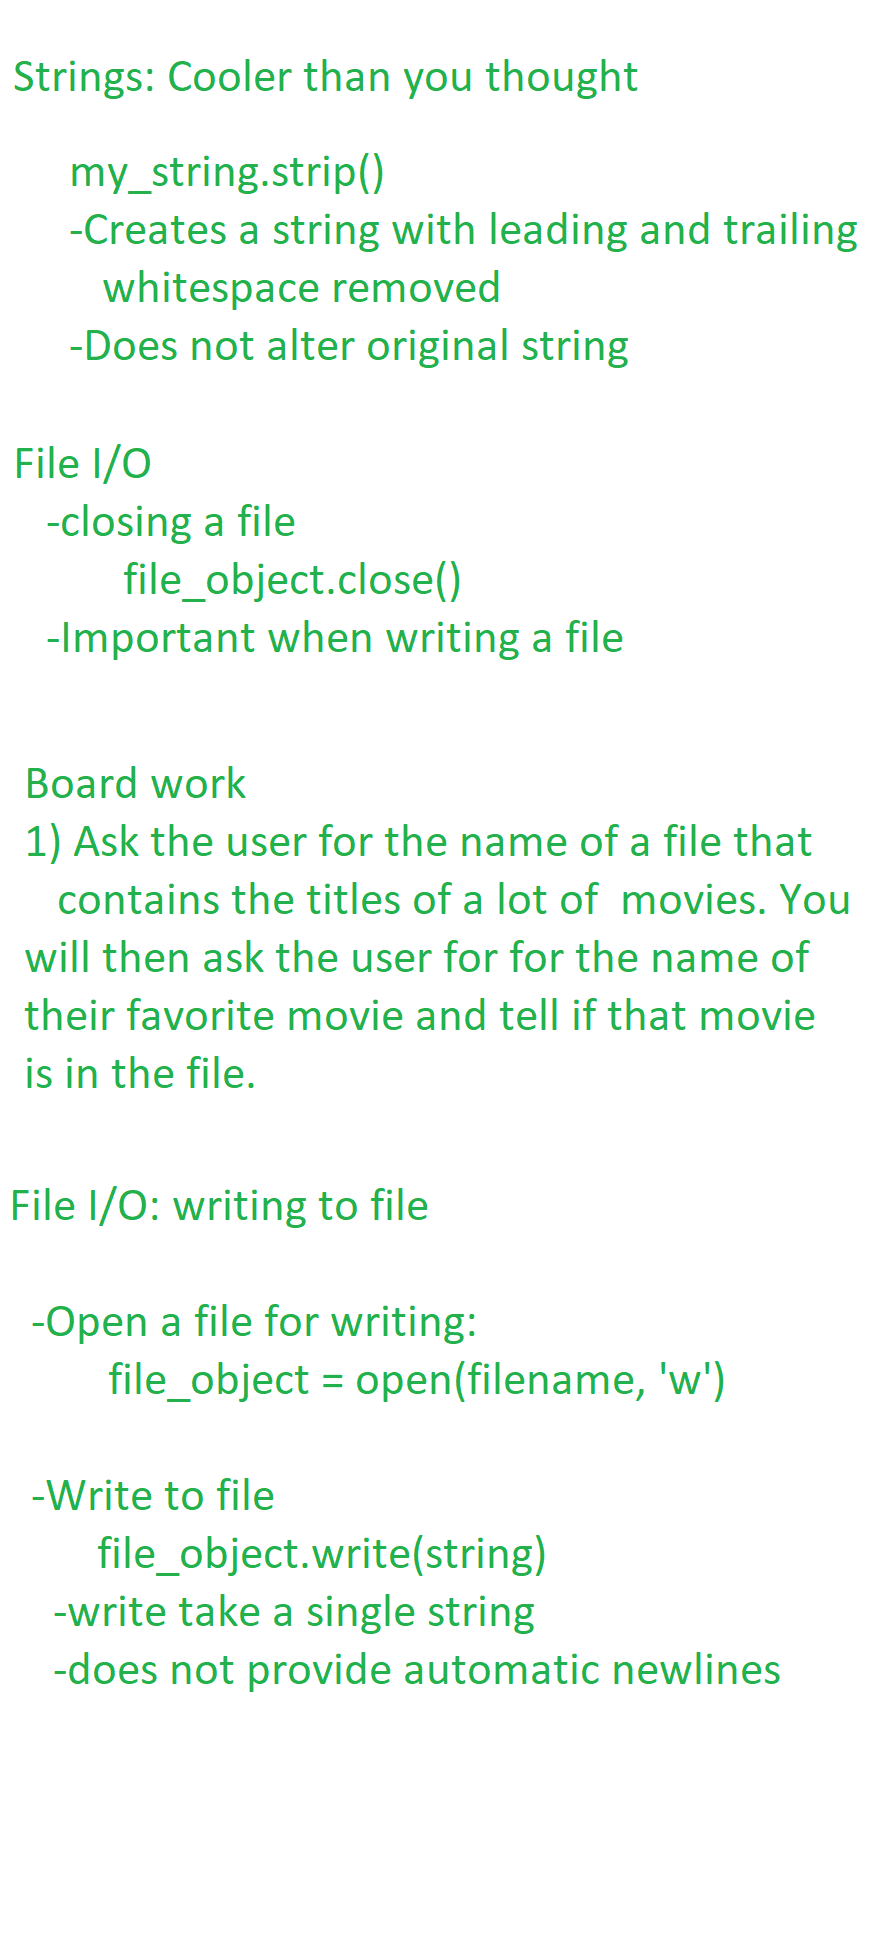 Strings: Cooler than you thought
my_string.strip()
-Creates a string with leading and trailing
whitespace removed
-Does not alter original string
File I/O
-closing a file
file_object.close()
-Important when writing a file
Board work
1) Ask the user for the name of a file that
contains the titles of a lot of  movies. You
will then ask the user for for the name of
their favorite movie and tell if that movie
is in the file.
File I/O: writing to file
-Open a file for writing:
file_object = open(filename, 'w')
-Write to file
file_object.write(string)
-write take a single string
-does not provide automatic newlines